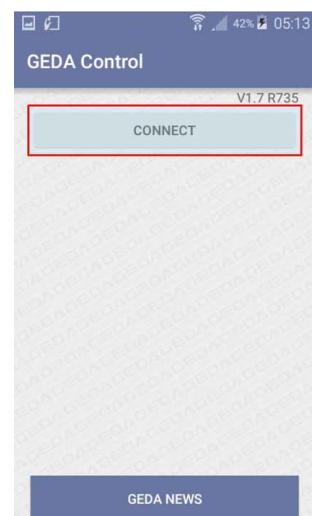 42% 05:13
GEDA Control
V1.7 R735
CONNECT
GEDA NEWS